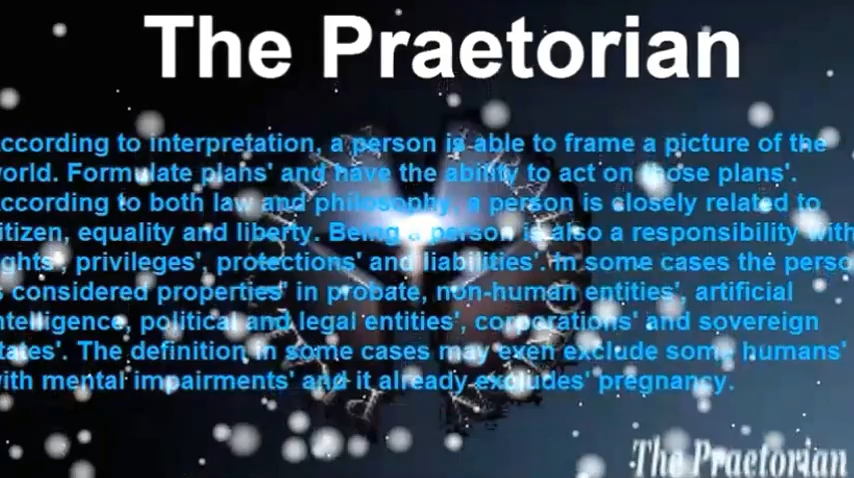 The Praetorian
ccording to interpretation, a person is able to frame a picture of the
orld. Formulate plans' and have the ability to act on those plans'.
ccording to both law and philosophy, a person is closely related to
itizen, equality and liberty. Being a person is also a responsibility with
ghts', privileges', protections' and liabilities'. In some cases the perso
s considered properties' in probate, non-human entities', artificial
ntelligence, political and legal entities', corporations' and sovereign
tates'. The definition in some cases may even exclude some humans'
ith mental impairments' and it already excludes' pregnancy.
The Praetorian